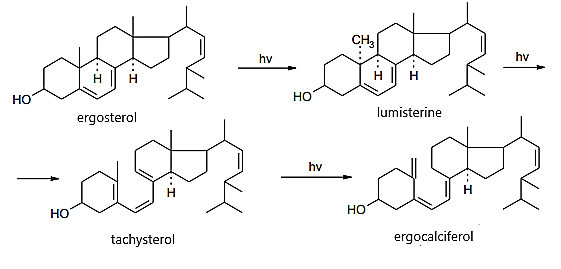 CH3
H H
HO
ergosterol
hν
H H
HO
lumisterine
hν
H
HO
tachysterol
hν
H
HO
ergocalciferol